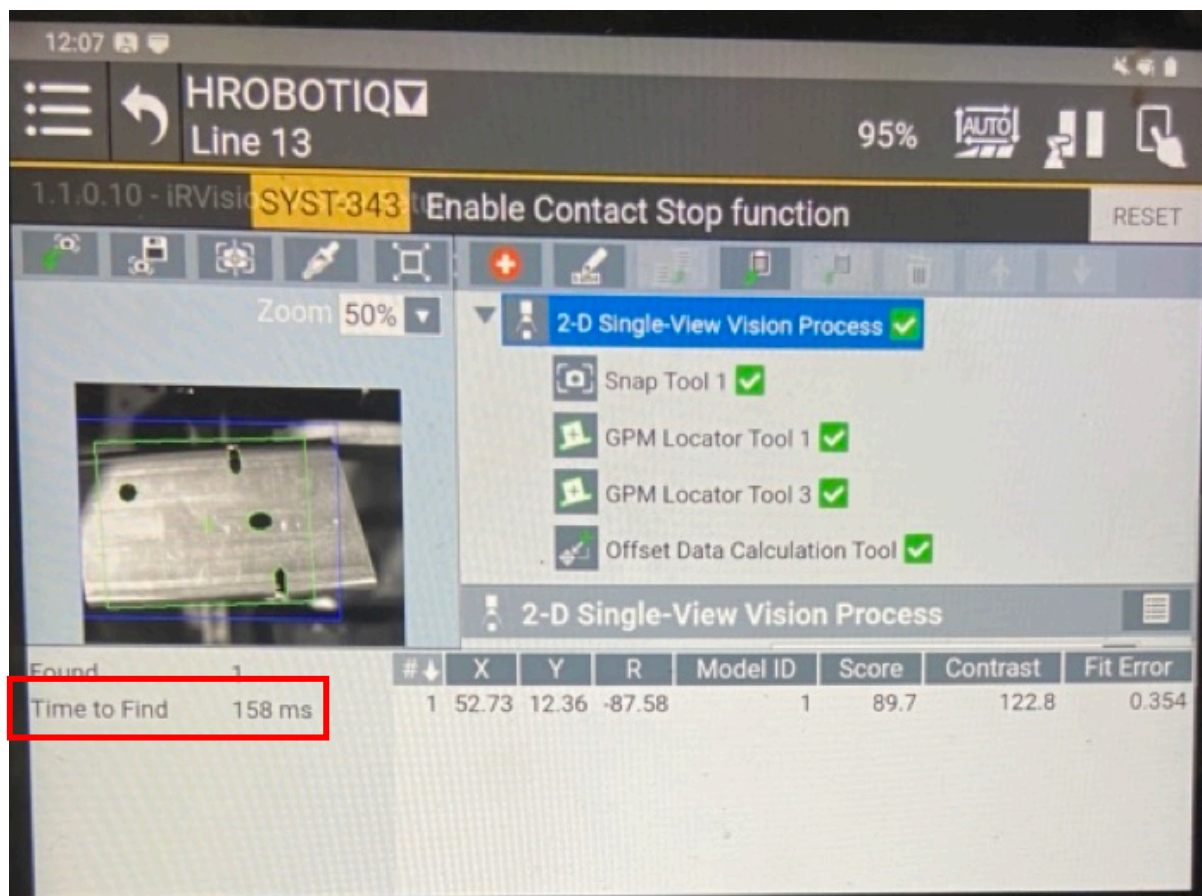 12:07
HROBOTIQ
Line 13
95%
AUTO
1.1.0.10 - iRVisio
SYST-343 Enable Contact Stop function
RESET
Zoom 50%
2-D Single-View Vision Process
Snap Tool 1
GPM Locator Tool 1
GPM Locator Tool 3
Offset Data Calculation Tool
2-D Single-View Vision Process
Found 1
# X Y R Model ID Score Contrast Fit Error
Time to Find 158 ms
1 52.73 12.36 -87.58 1 89.7 122.8 0.354